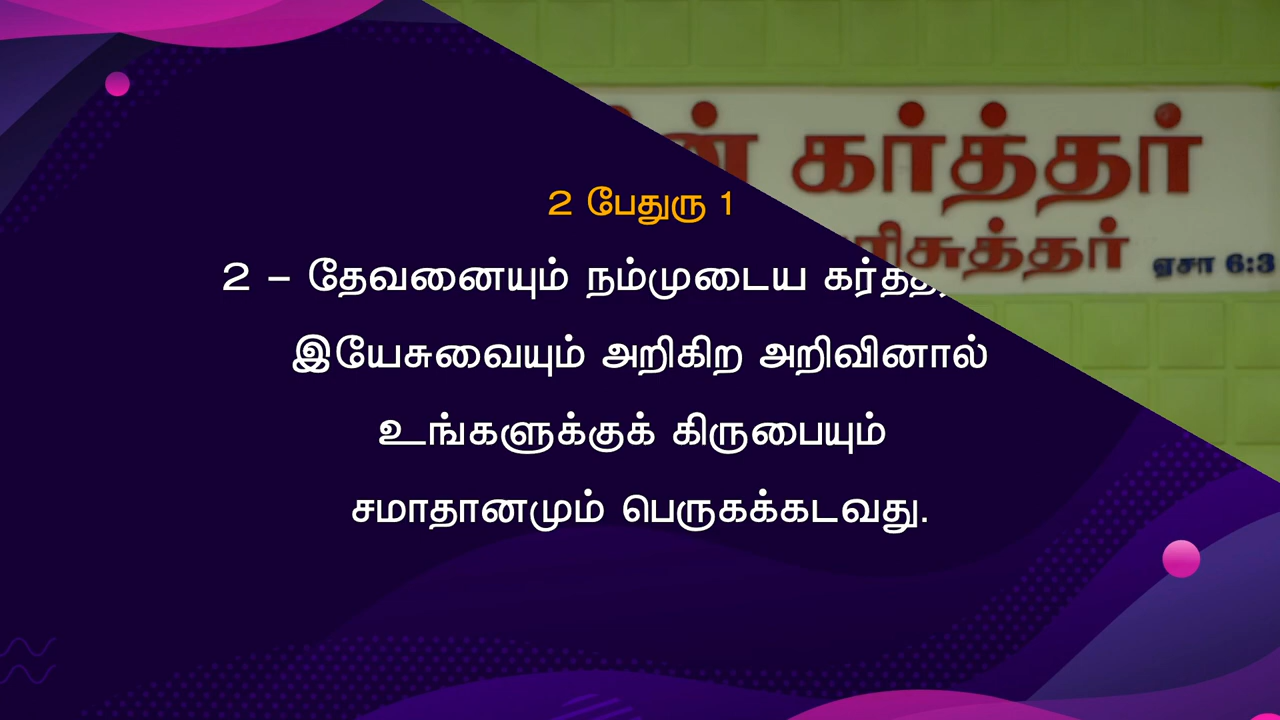 கர்த்தர்
ஏசா 6:3
2 பேதுரு 1
2 – தேவனையும் நம்முடைய
இயேசுவையும் அறிகிற அறிவினால்
உங்களுக்குக் கிருபையும்
சமாதானமும் பெருகக்கடவது.